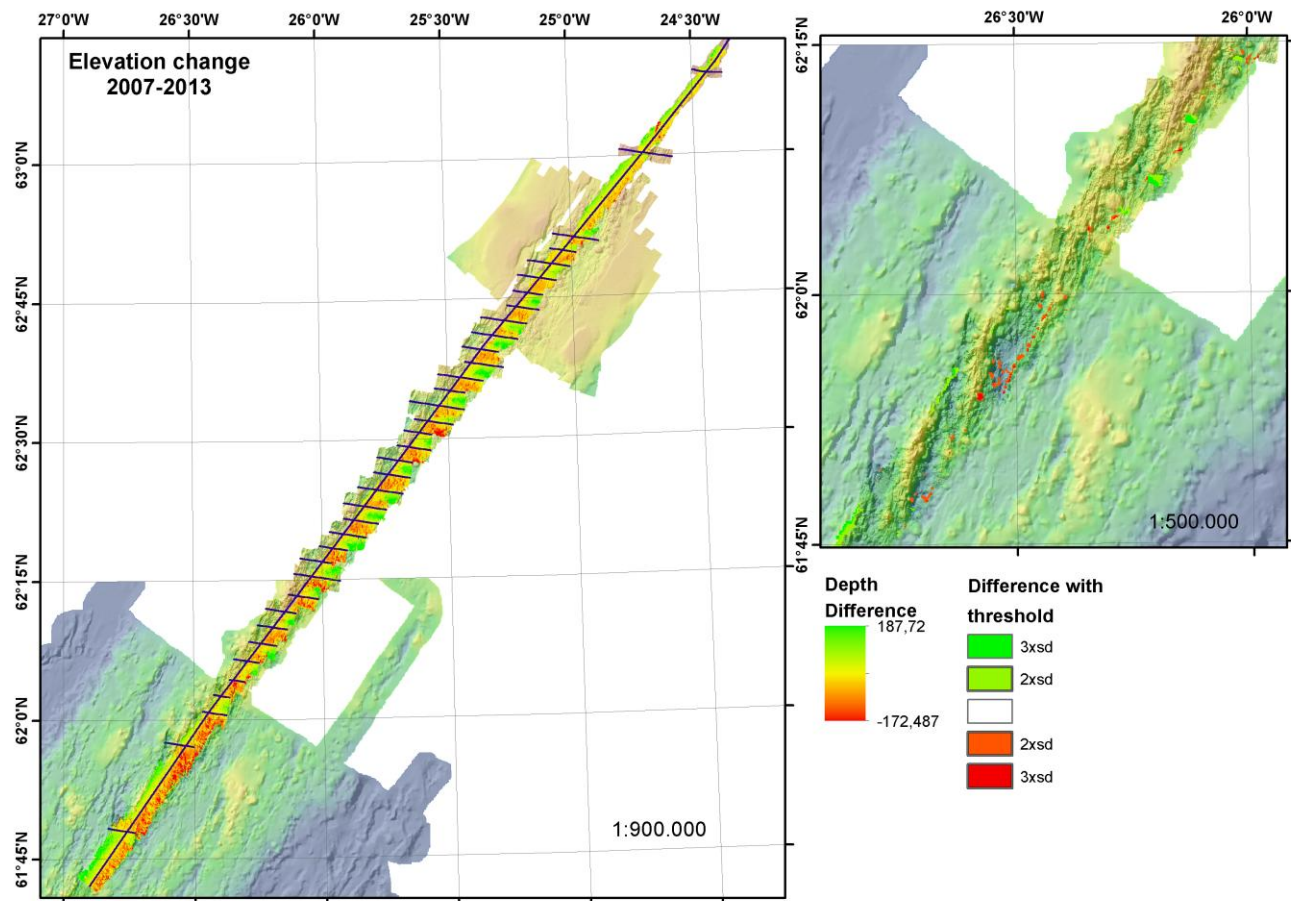 27°0'W 26°30'W 26°0'W 25°30'W 25°0'W 24°30'W
Elevation change
2007-2013
63°0'N
62°45'N
62°30'N
62°15'N
62°0'N
61°45'N
1:900.000
26°30'W 26°0'W
62°15'N
62°0'N
61°45'N
1:500.000
Depth
Difference
187,72
-172,487
Difference with
threshold
3xsd
2xsd
2xsd
3xsd